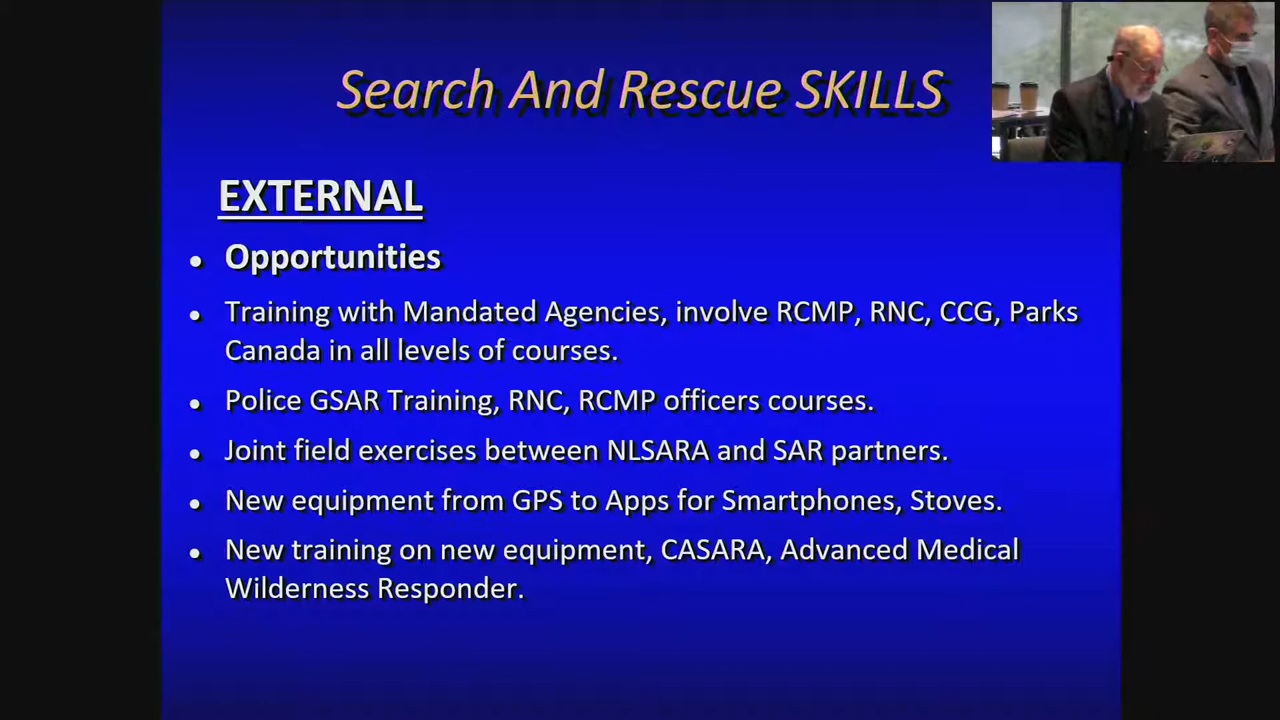 Search And Rescue SKILLS
EXTERNAL
Opportunities
Training with Mandated Agencies, involve RCMP, RNC, CCG, Parks
Canada in all levels of courses.
Police GSAR Training, RNC, RCMP officers courses.
Joint field exercises between NLSARA and SAR partners.
New equipment from GPS to Apps for Smartphones, Stoves.
New training on new equipment, CASARA, Advanced Medical
Wilderness Responder.